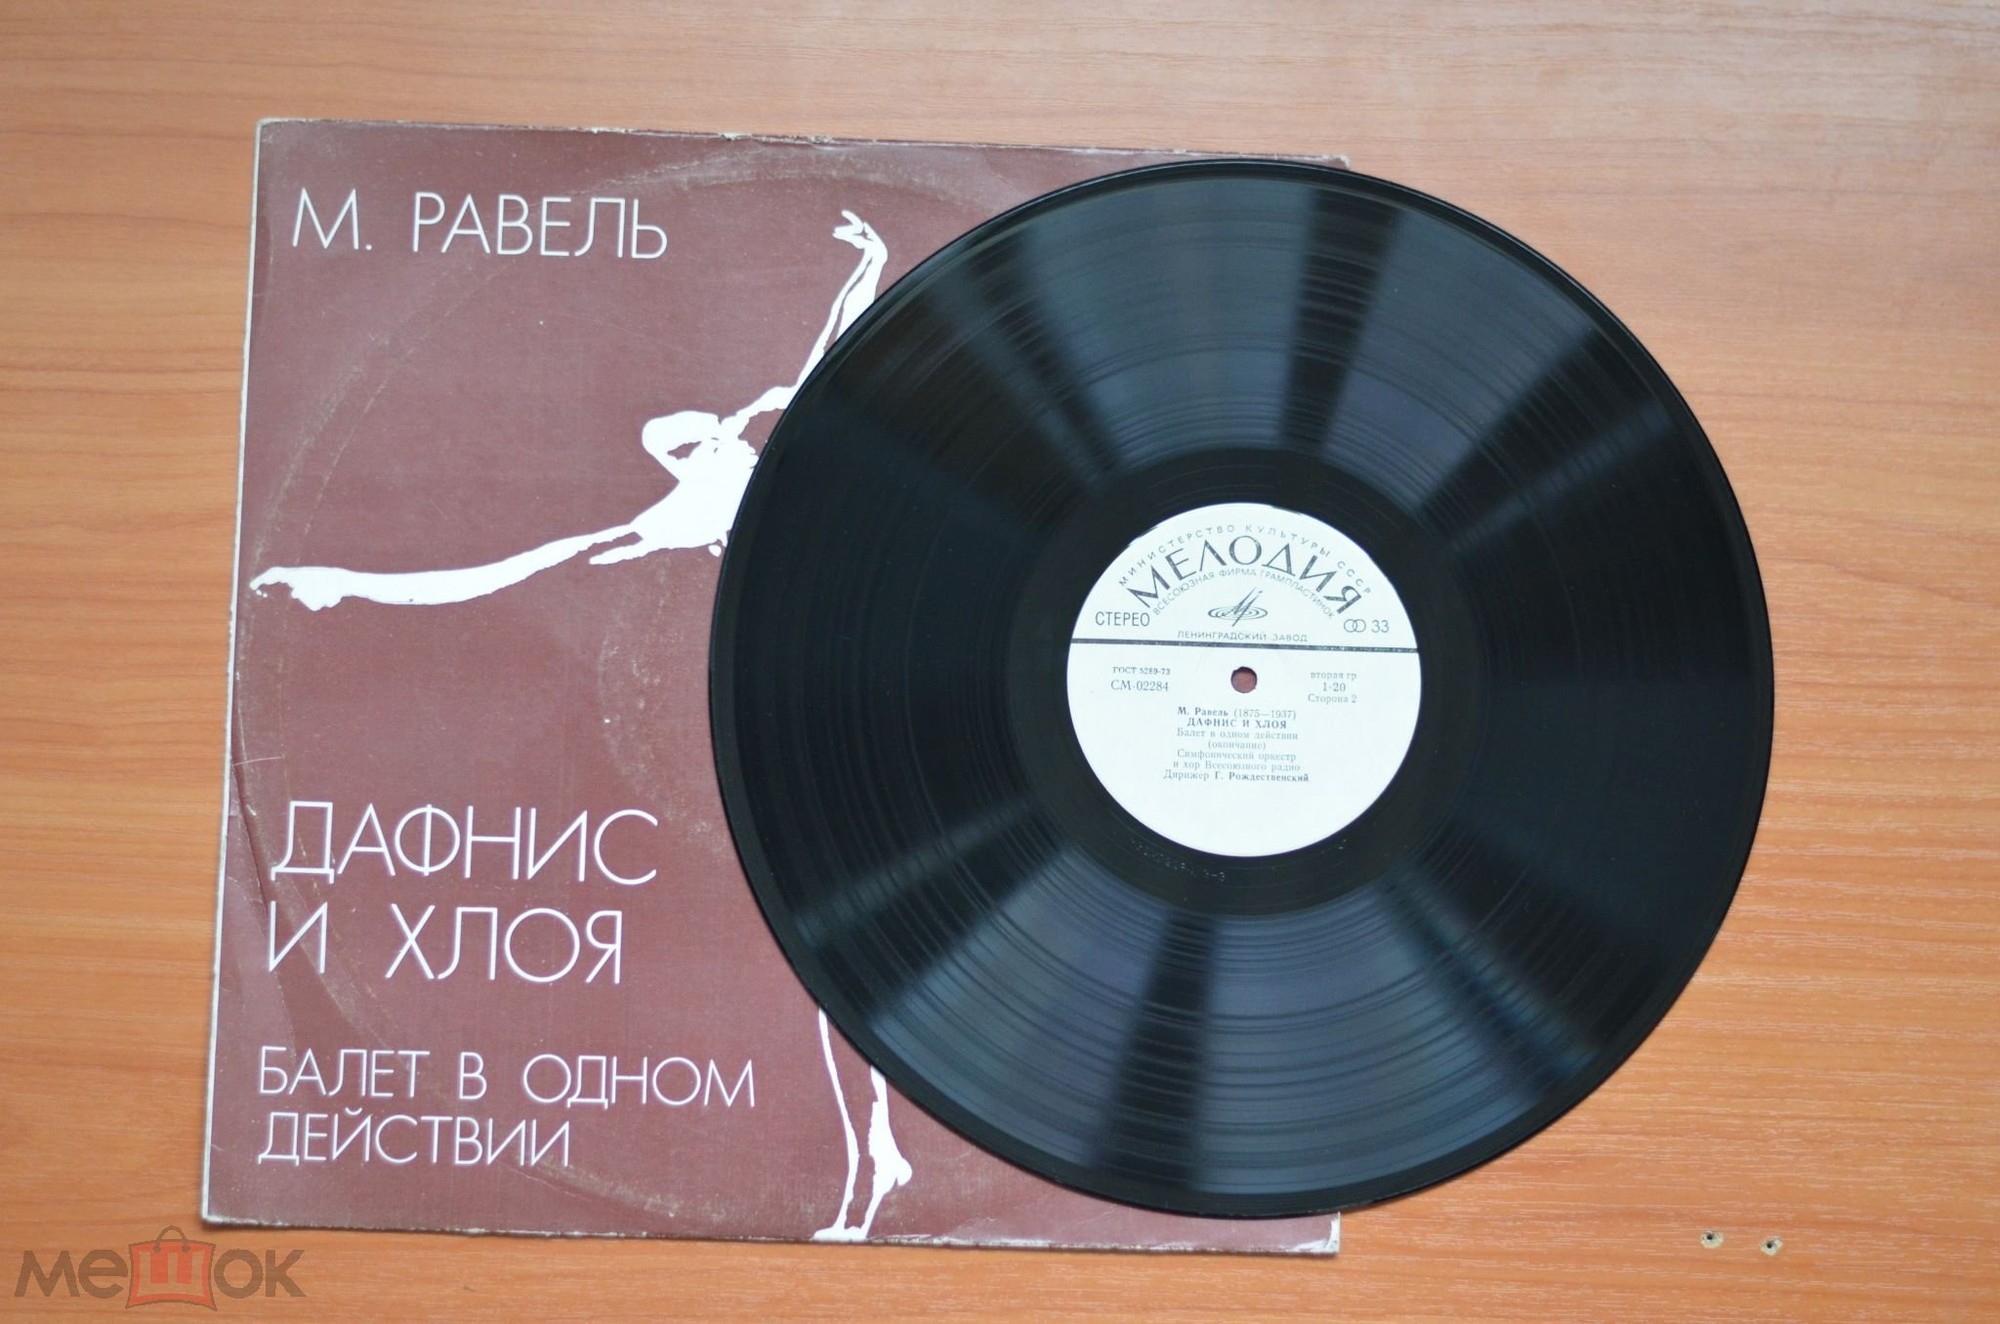 М. РАВЕЛЬ
ДАФНИС
И ХЛОЯ
БАЛЕТ В ОДНОМ
ДЕЙСТВИИ
МИНИСТЕРСТВО КУЛЬТУРЫ СССР
МЕЛОДИЯ
ВСЕСОЮЗНАЯ ФИРМА ГРАМПЛАСТИНОК
СТЕРЕО
33
ЛЕНИНГРАДСКИЙ ЗАВОД
ГОСТ 5289-73
СМ-02284
вторая гр
1-20
Сторона 2
М. Равель (1875—1937)
ДАФНИС И ХЛОЯ
Балет в одном действии
(окончание)
Симфонический оркестр
и хор Всесоюзного радио
Дирижер Г. Рождественский
мешок